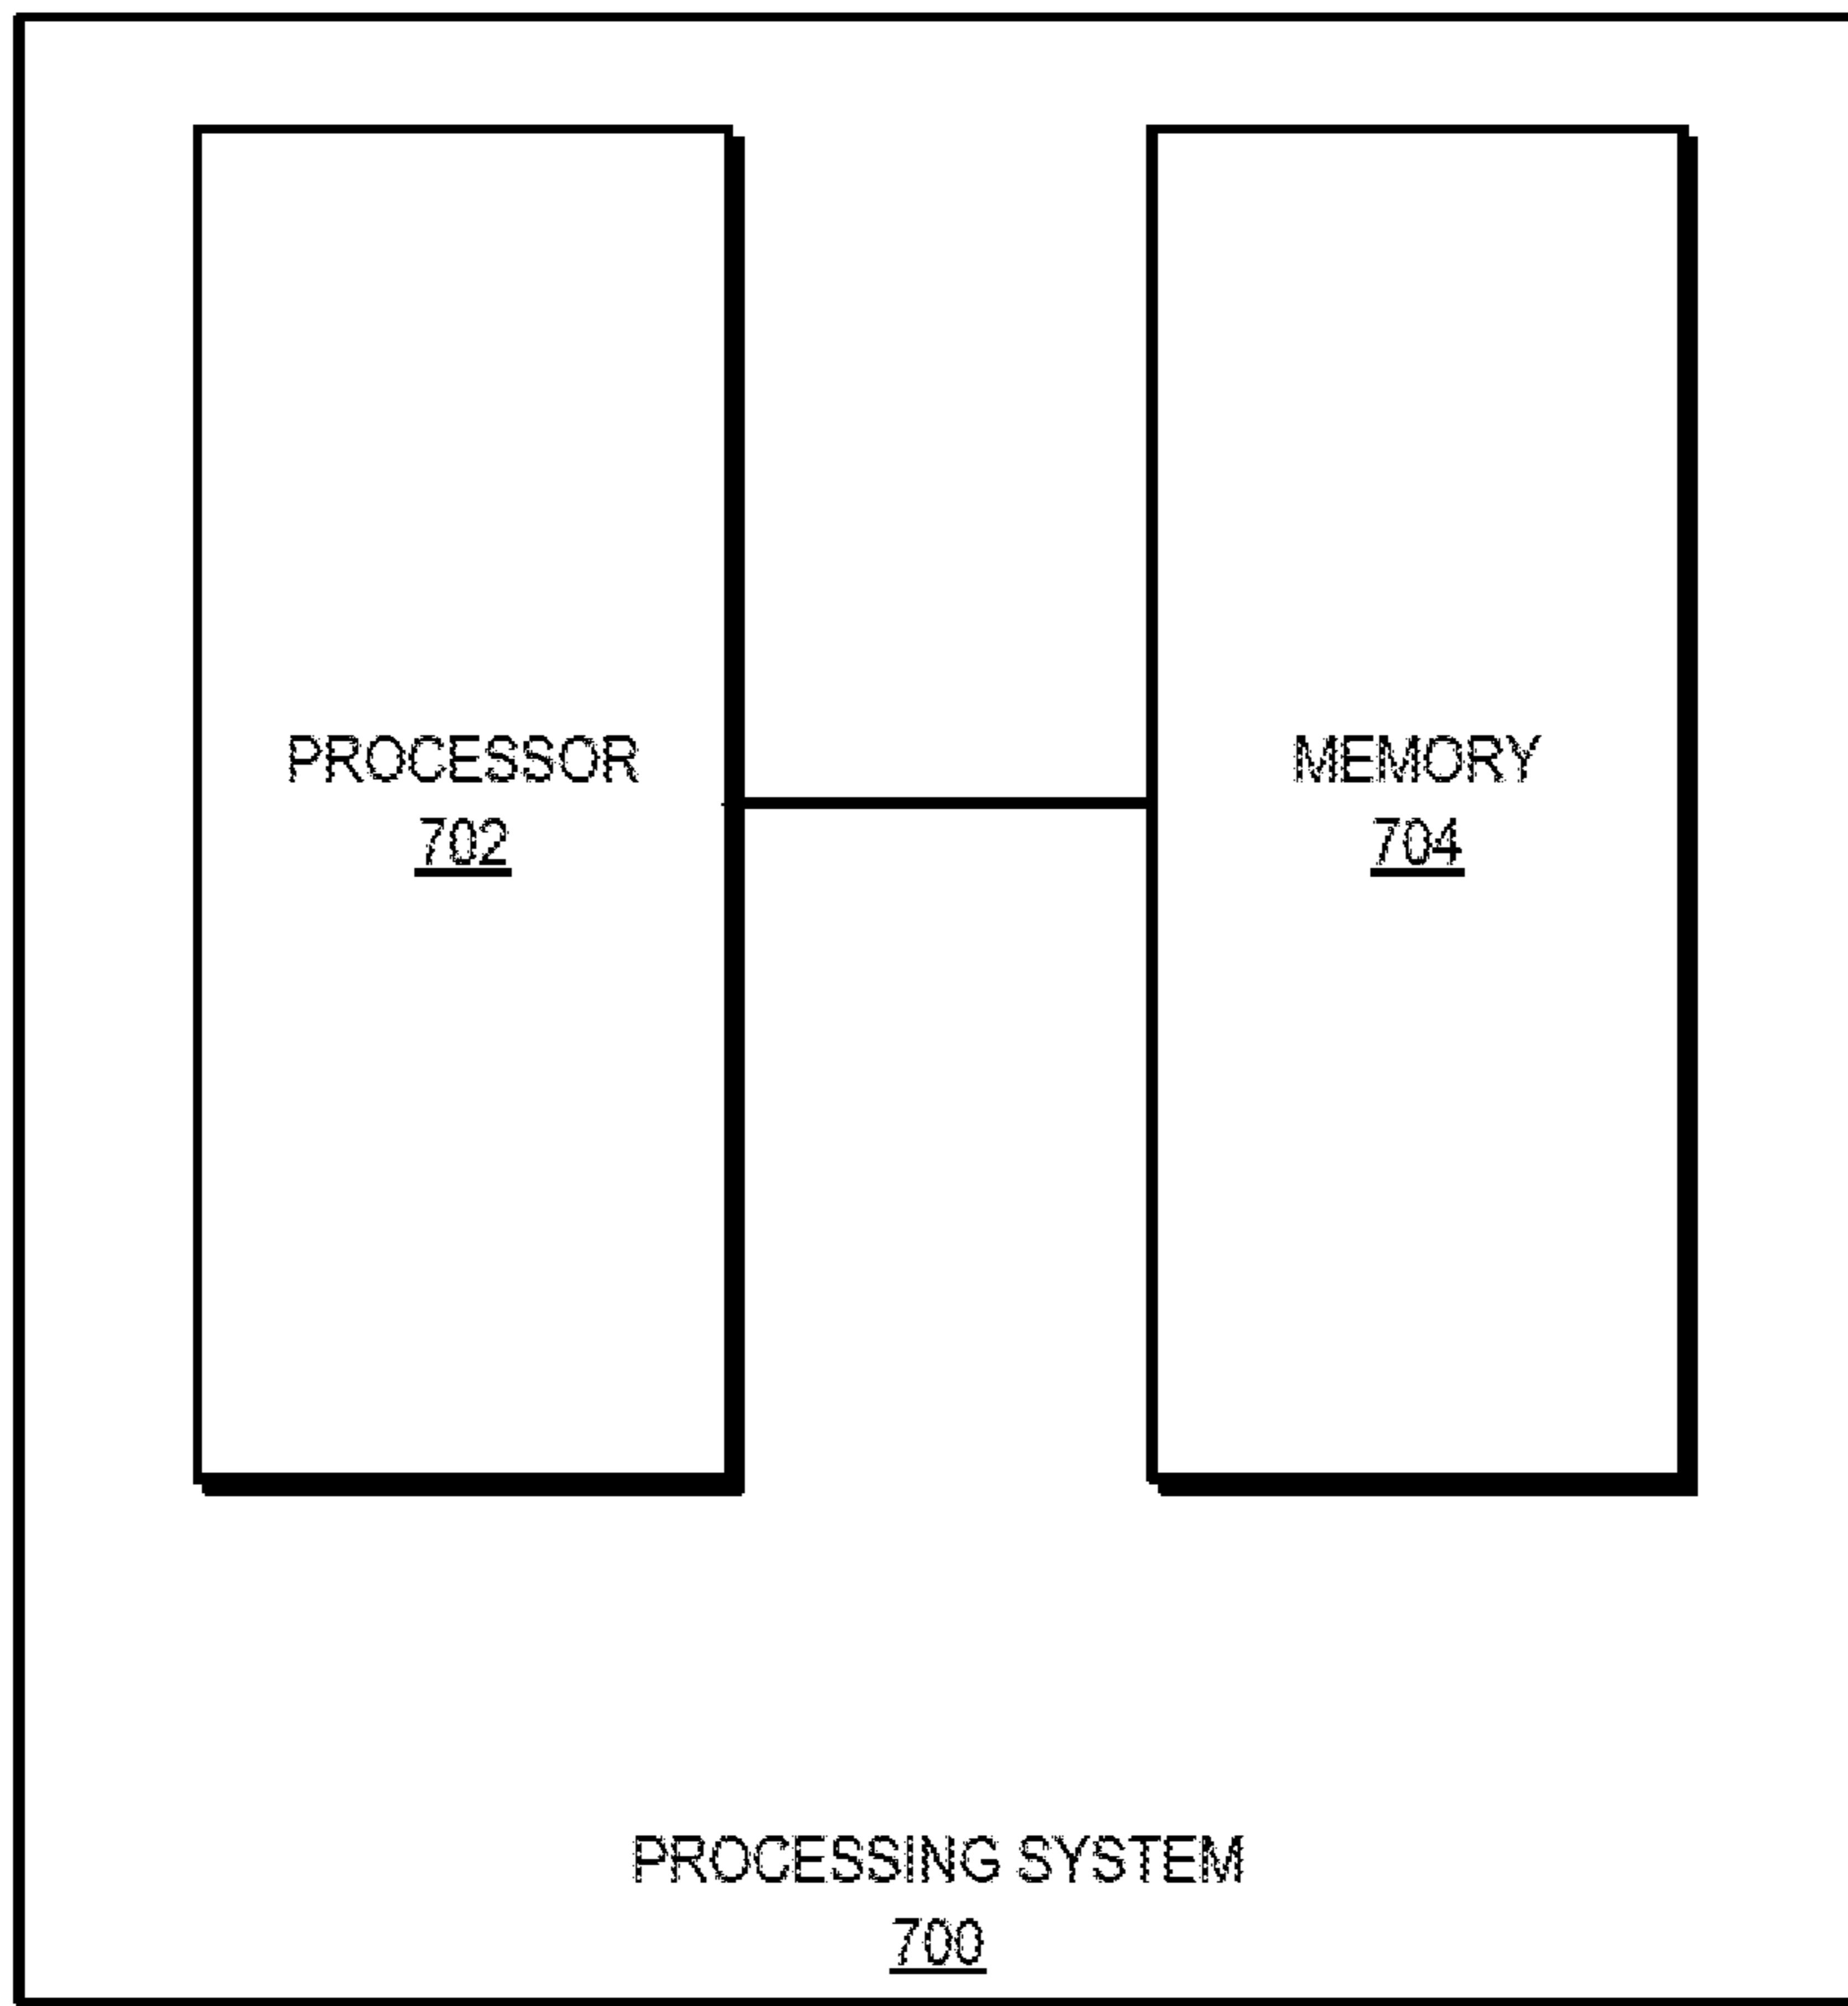 PROCESSOR
702
MEMORY
704
PROCESSING SYSTEM
700